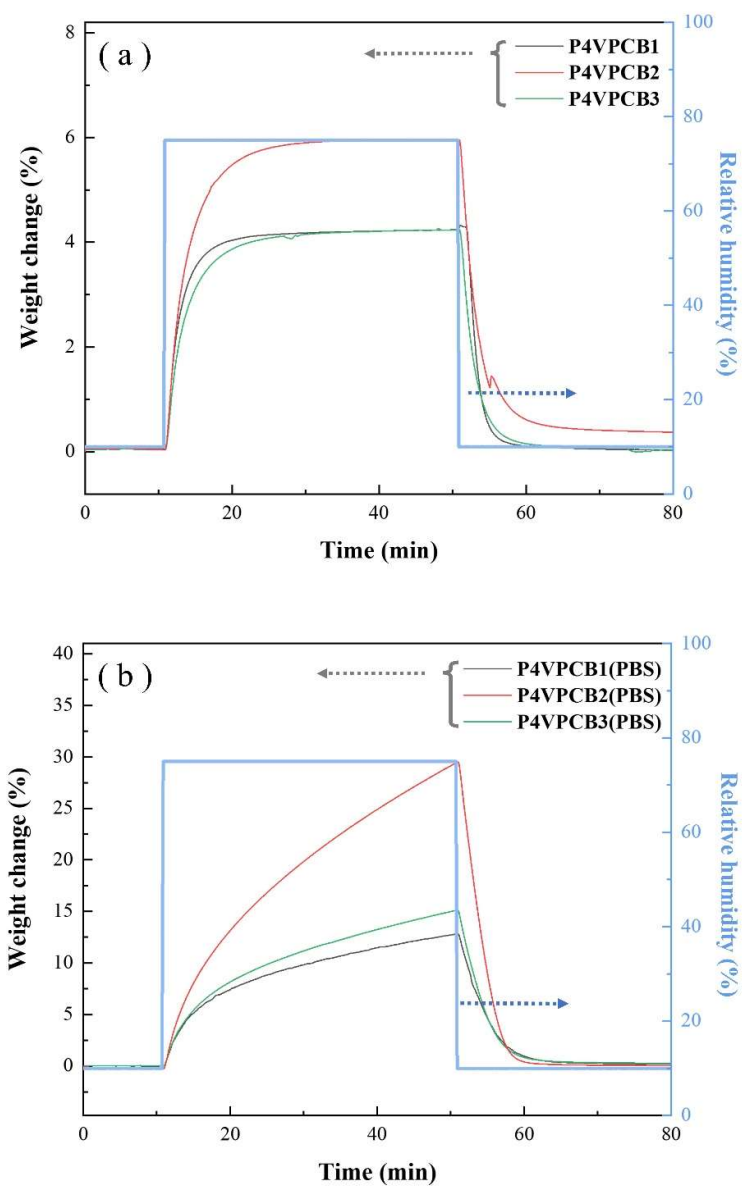 ( a )
P4VPCB1
P4VPCB2
P4VPCB3
Weight change (%)
8
6
4
2
0
Relative humidity (%)
100
80
60
40
20
0
0 20 40 60 80
Time (min)
( b )
P4VPCB1(PBS)
P4VPCB2(PBS)
P4VPCB3(PBS)
Weight change (%)
40
35
30
25
20
15
10
5
0
Relative humidity (%)
100
80
60
40
20
0
0 20 40 60 80
Time (min)